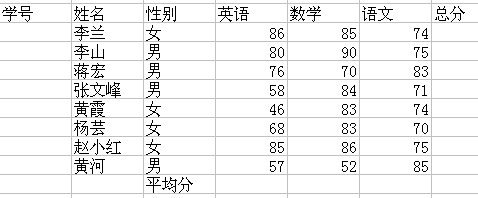 学号 姓名 性别 英语 数学 语文 总分
李兰 女 86 85 74
李山 男 80 90 75
蒋宏 男 76 70 83
张文峰 男 58 84 71
黄霞 女 46 83 74
杨芸 女 68 83 70
赵小红 女 85 86 75
黄河 男 57 52 85
平均分